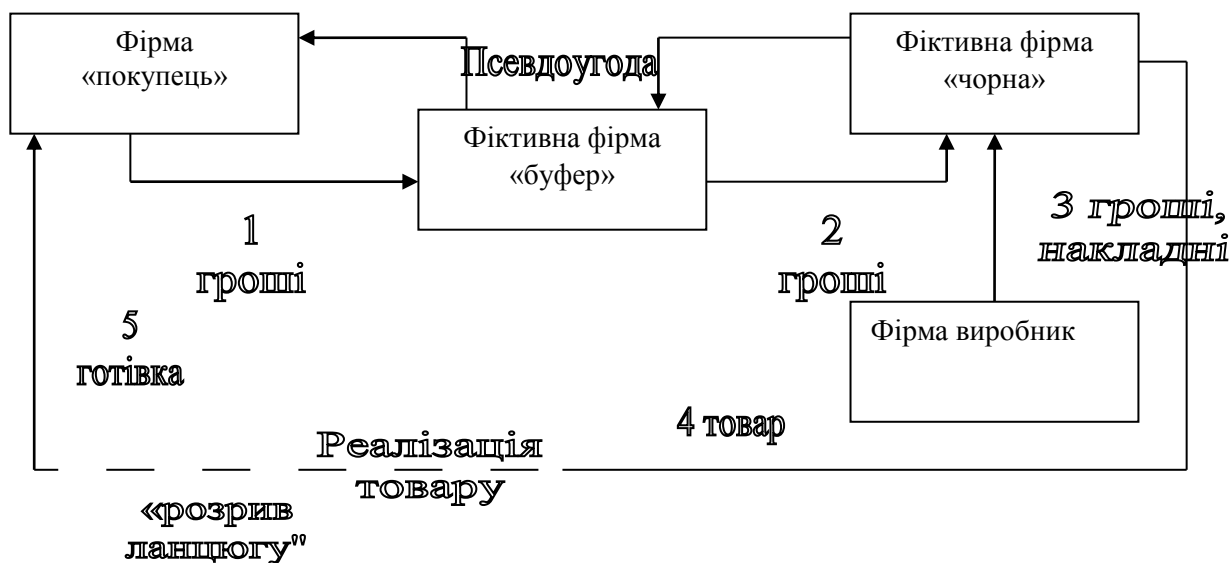 Фірма
«покупець»
Псевдоугода
Фіктивна фірма
«чорна»
Фіктивна фірма
«буфер»
1
гроші
2
гроші
3 гроші,
накладні
Фірма виробник
5
готівка
4 товар
Реалізація
товару
«розрив
ланцюгу"